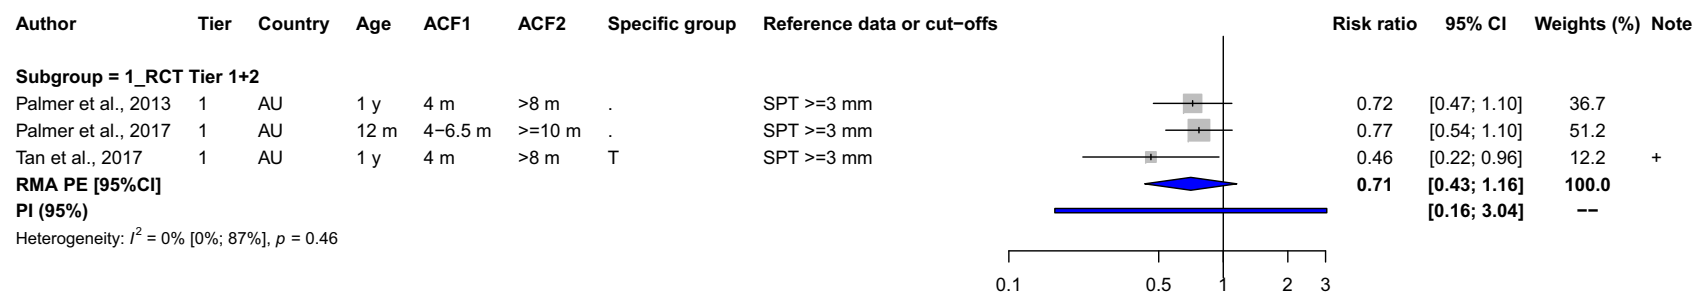 Author Tier Country Age ACF1 ACF2 Specific group Reference data or cut−offs Risk ratio 95% CI Weights (%) Note
Subgroup = 1_RCT Tier 1+2
Palmer et al., 2013 1 AU 1 y 4 m >8 m . SPT >=3 mm 0.72 [0.47; 1.10] 36.7
Palmer et al., 2017 1 AU 12 m 4−6.5 m >=10 m . SPT >=3 mm 0.77 [0.54; 1.10] 51.2
Tan et al., 2017 1 AU 1 y 4 m >8 m T SPT >=3 mm 0.46 [0.22; 0.96] 12.2 +
RMA PE [95%CI] 0.71 [0.43; 1.16] 100.0
PI (95%) [0.16; 3.04] −−
Heterogeneity: I² = 0% [0%; 87%], p = 0.46
0.1 0.5 1 2 3